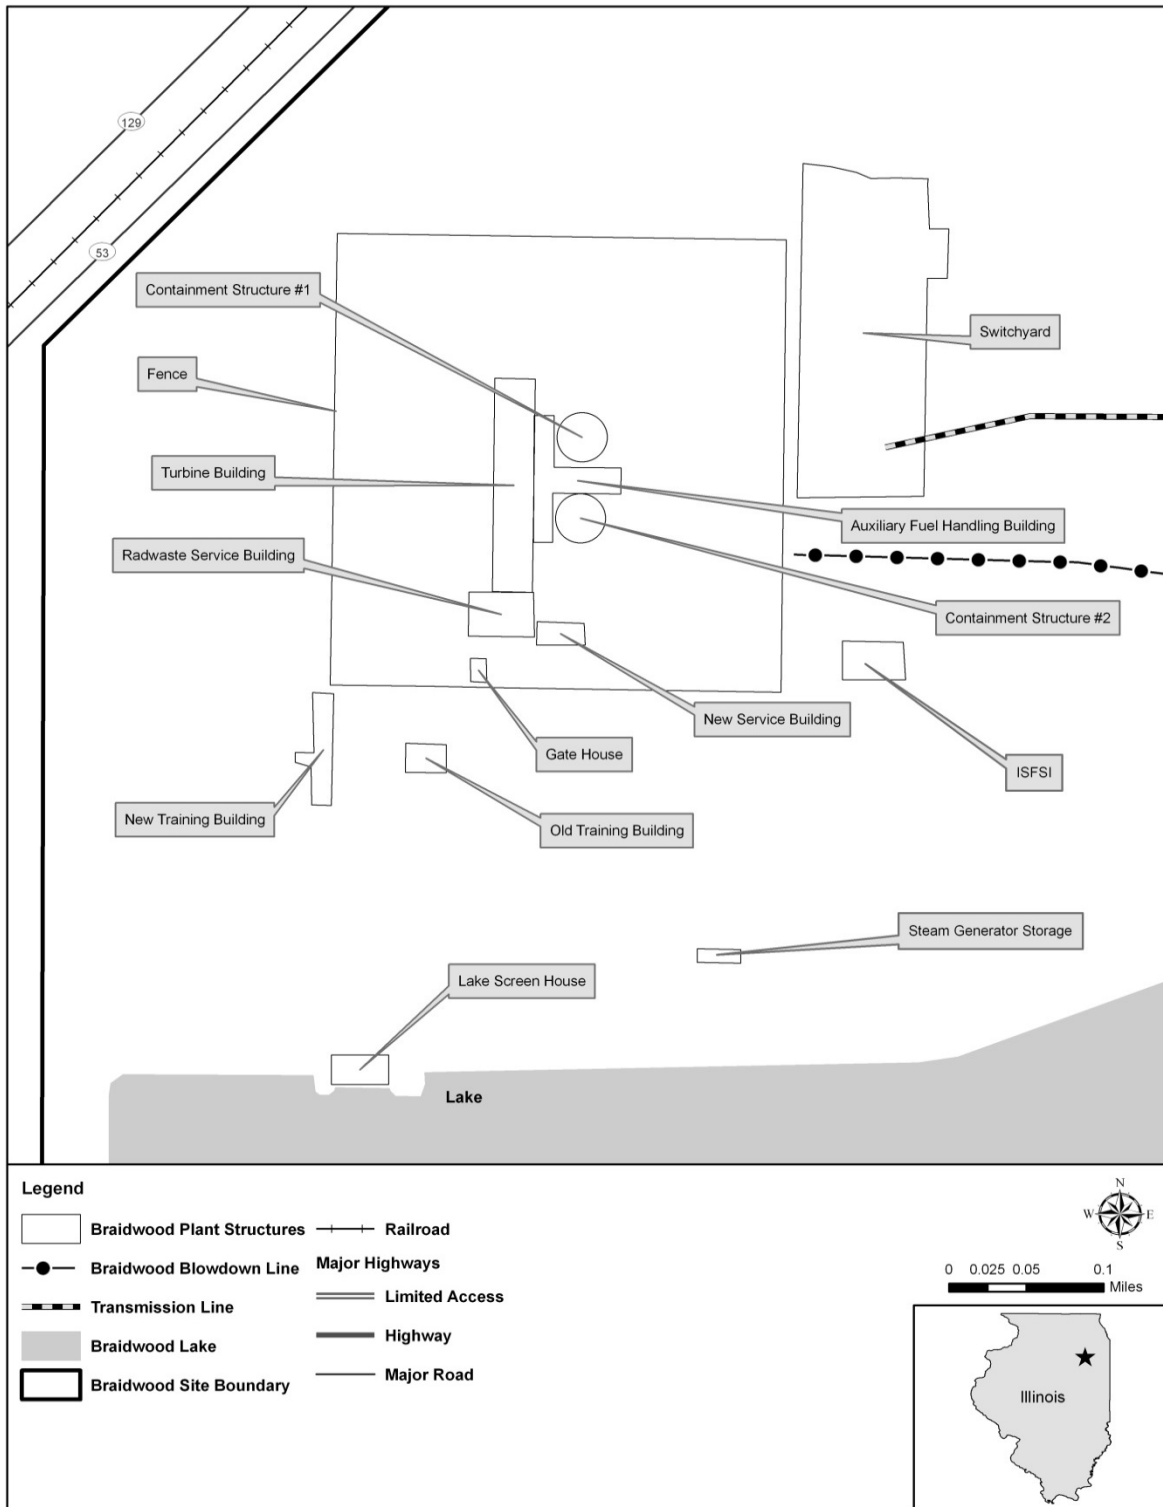 129
53
Containment Structure #1
Switchyard
Fence
Turbine Building
Auxiliary Fuel Handling Building
Radwaste Service Building
Containment Structure #2
New Service Building
Gate House
ISFSI
New Training Building
Old Training Building
Steam Generator Storage
Lake Screen House
Lake
Legend
Braidwood Plant Structures
Braidwood Blowdown Line
Transmission Line
Braidwood Lake
Braidwood Site Boundary
Railroad
Major Highways
Limited Access
Highway
Major Road
N
W E
S
0 0.025 0.05 0.1
Miles
Illinois